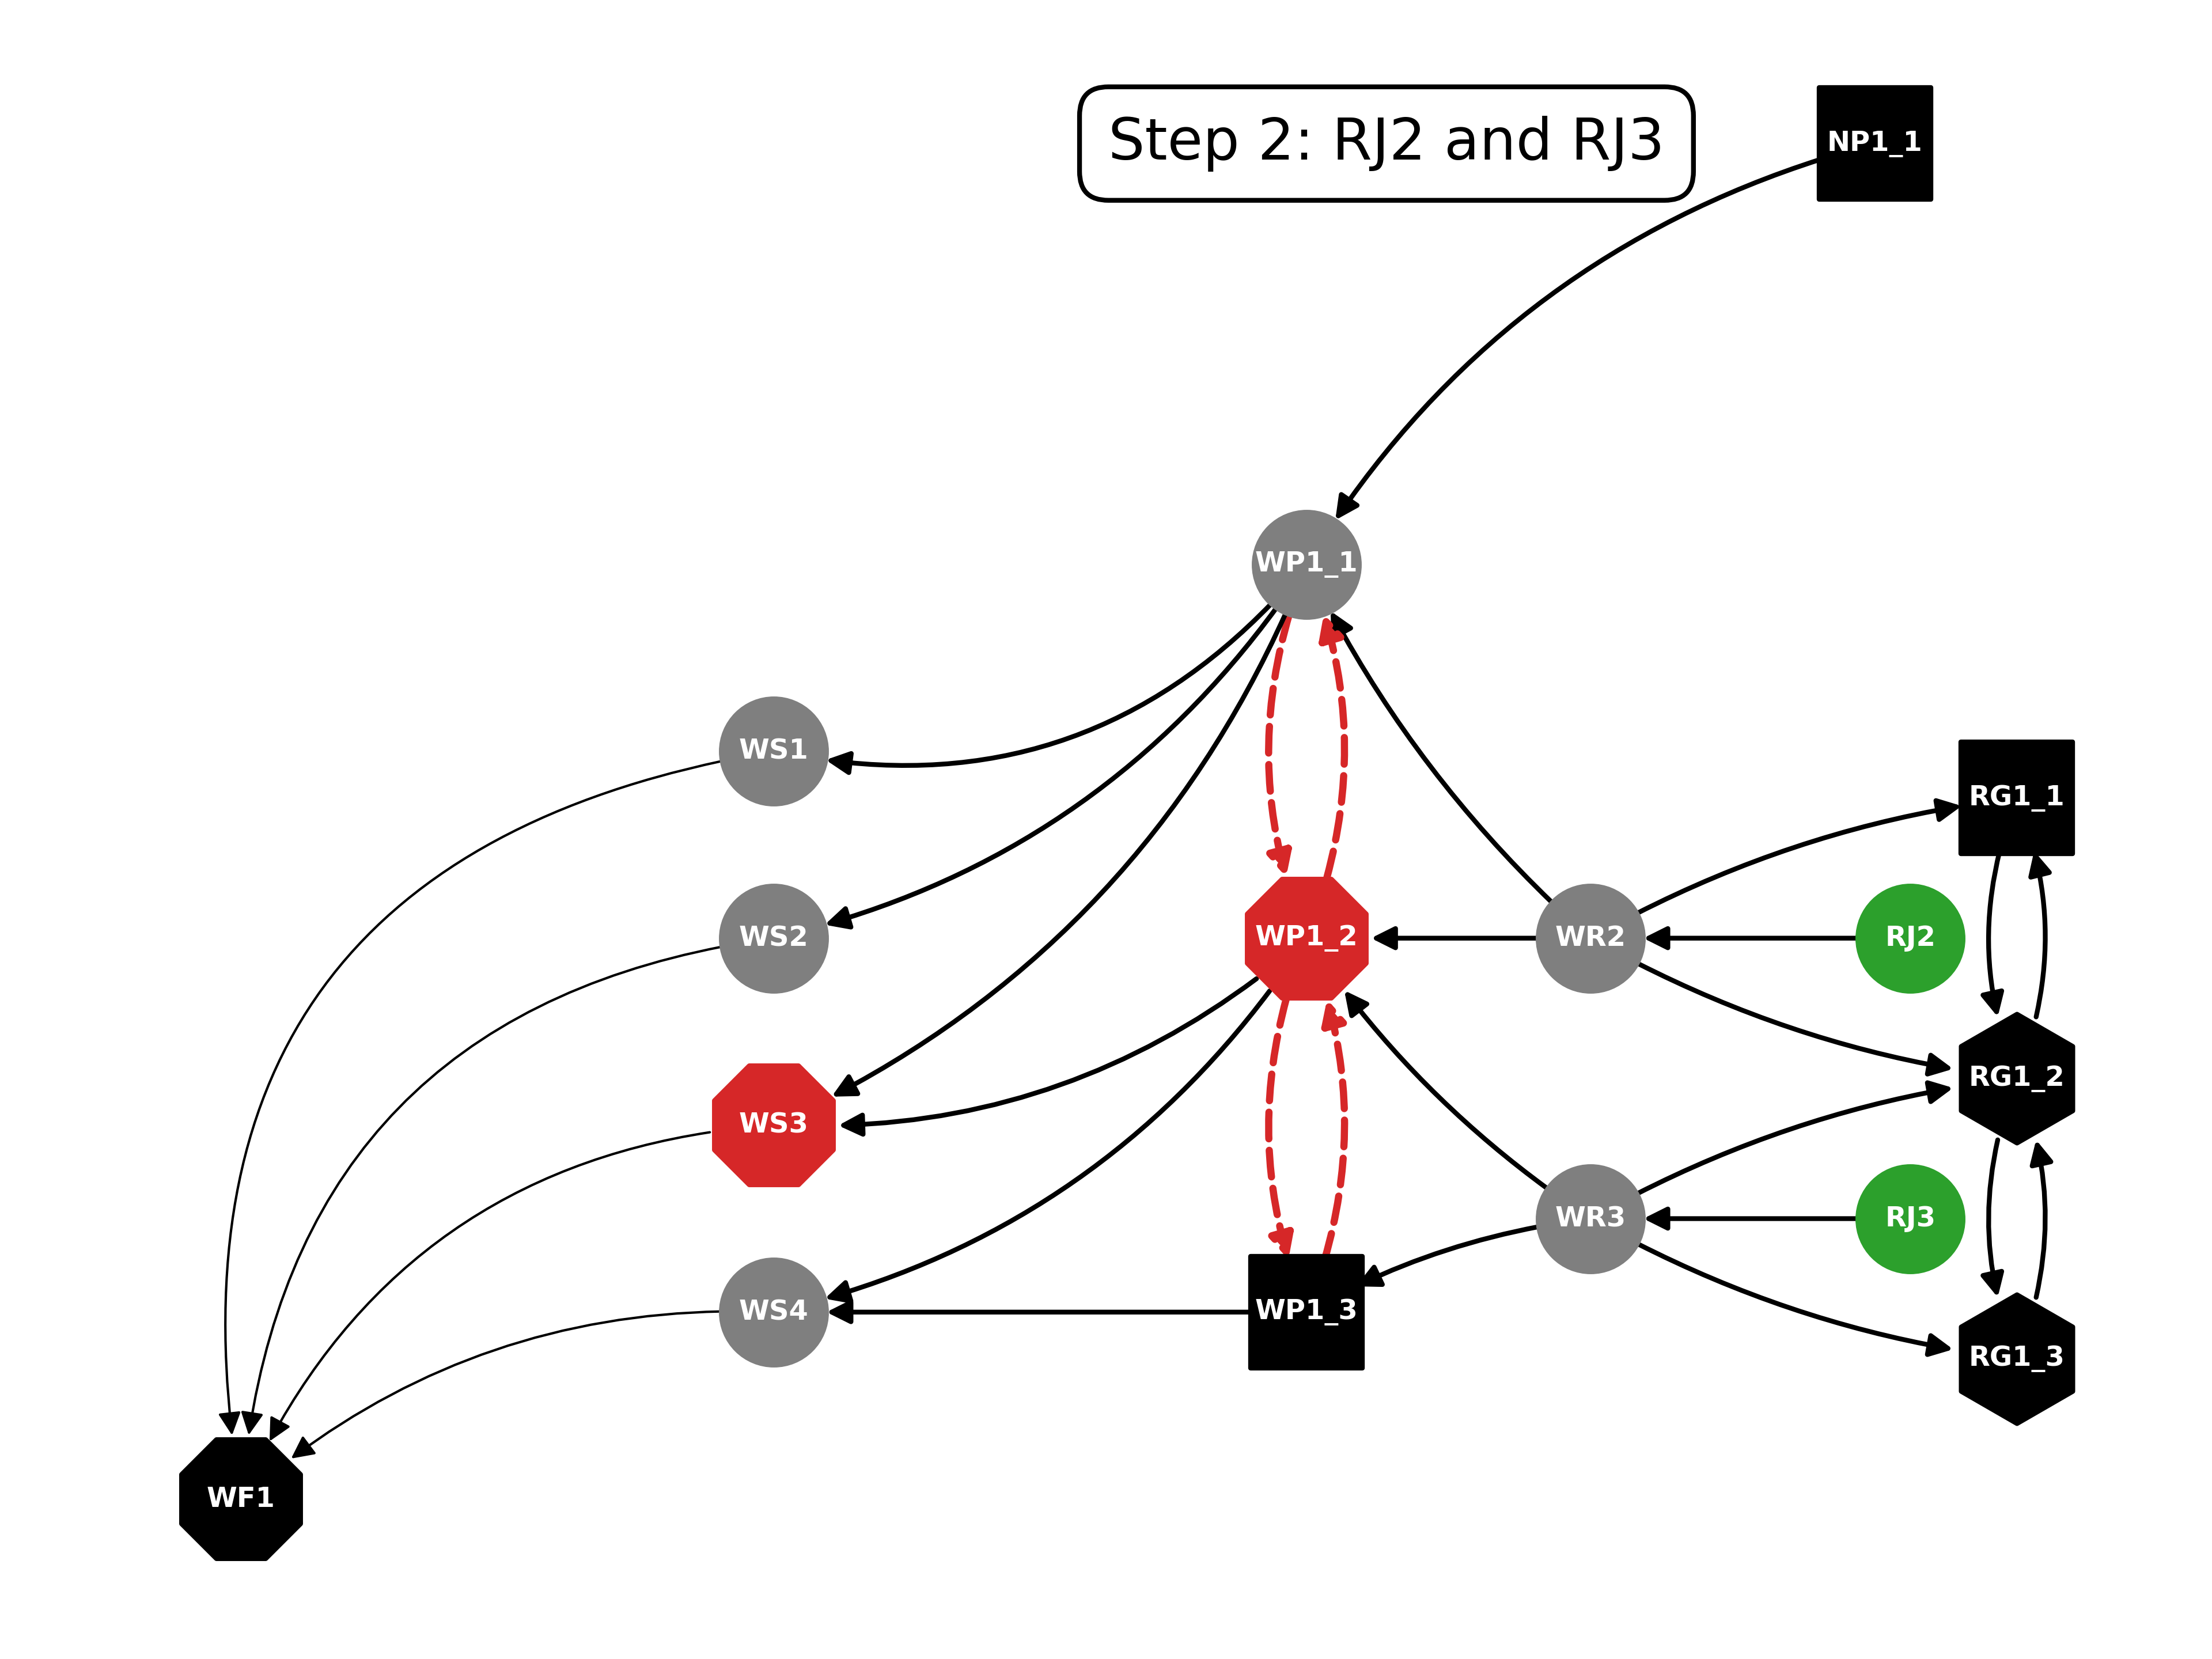 Step 2: RJ2 and RJ3
NP1_1
WP1_1
WS1
RG1_1
WS2
WP1_2
WR2
RJ2
RG1_2
WS3
WR3
RJ3
WS4
WP1_3
RG1_3
WF1